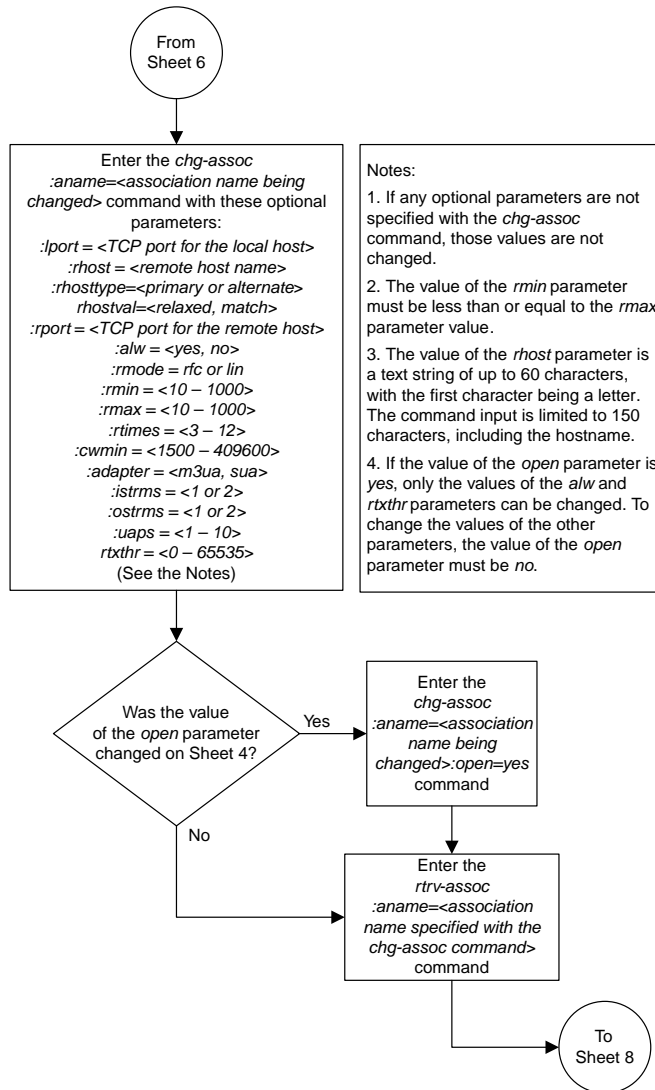 From
Sheet 6
Enter the chg-assoc
:aname=<association name being
changed> command with these optional
parameters:
:lport = <TCP port for the local host>
:rhost = <remote host name>
:rhosttype=<primary or alternate>
rhostval=<relaxed, match>
:rport = <TCP port for the remote host>
:alw = <yes, no>
:rmode = rfc or lin
:rmin = <10 – 1000>
:rmax = <10 – 1000>
:rtimes = <3 – 12>
:cwmin = <1500 – 409600>
:adapter = <m3ua, sua>
:istrms = <1 or 2>
:ostrms = <1 or 2>
:uaps = <1 – 10>
rtxthr = <0 – 65535>
(See the Notes)
Notes:
1. If any optional parameters are not
specified with the chg-assoc
command, those values are not
changed.
2. The value of the rmin parameter
must be less than or equal to the rmax
parameter value.
3. The value of the rhost parameter is
a text string of up to 60 characters,
with the first character being a letter.
The command input is limited to 150
characters, including the hostname.
4. If the value of the open parameter is
yes, only the values of the alw and
rtxthr parameters can be changed. To
change the values of the other
parameters, the value of the open
parameter must be no.
Was the value
of the open parameter
changed on Sheet 4?
Yes
Enter the
chg-assoc
:aname=<association
name being
changed>:open=yes
command
No
Enter the
rtrv-assoc
:aname=<association
name specified with the
chg-assoc command>
command
To
Sheet 8